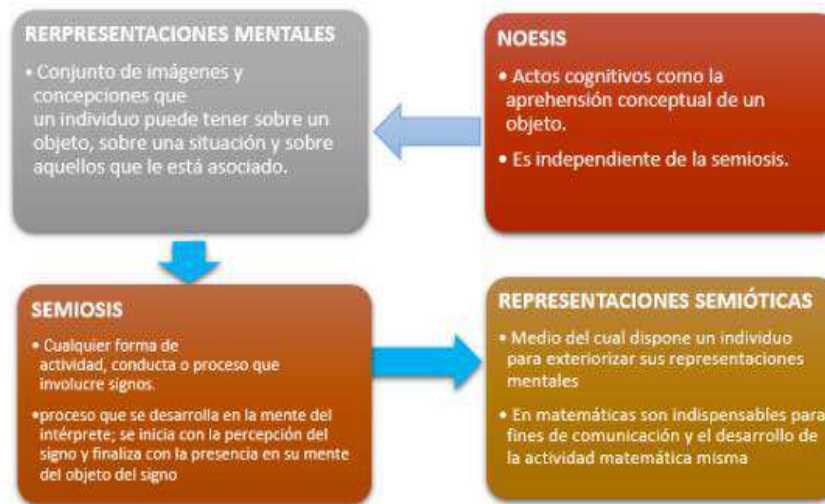 RERPRESENTACIONES MENTALES
• Conjunto de imágenes y
concepciones que
un individuo puede tener sobre un
objeto, sobre una situación y sobre
aquellos que le está asociado.
NOESIS
• Actos cognitivos como la
aprehensión conceptual de un
objeto.
• Es independiente de la semiosis.
SEMIOSIS
• Cualquier forma de
actividad, conducta o proceso que
involucre signos.
•proceso que se desarrolla en la mente del
intérprete; se inicia con la percepción del
signo y finaliza con la presencia en su mente
del objeto del signo
REPRESENTACIONES SEMIÓTICAS
• Medio del cual dispone un individuo
para exteriorizar sus representaciones
mentales
• En matemáticas son indispensables para
fines de comunicación y el desarrollo de
la actividad matemática misma